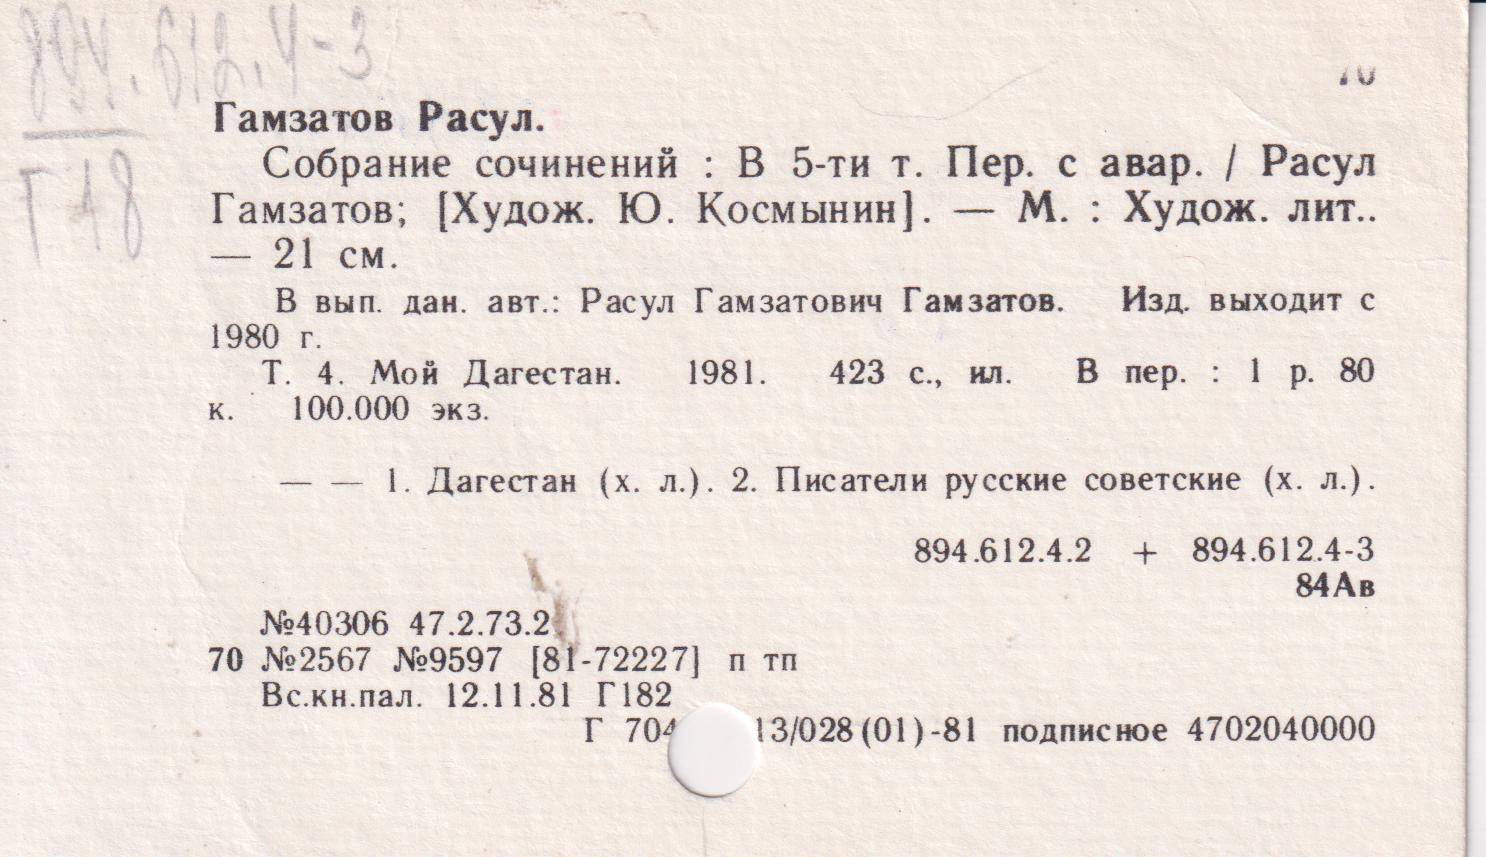 894.612.4-3
Г 18
70
Гамзатов Расул.
Собрание сочинений : В 5-ти т. Пер. с авар. / Расул
Гамзатов; [Худож. Ю. Космынин]. — М. : Худож. лит..
— 21 см.
В вып. дан. авт.: Расул Гамзатович Гамзатов. Изд. выходит с
1980 г.
Т. 4. Мой Дагестан. 1981. 423 с., ил. В пер. : 1 р. 80
к. 100.000 экз.
— — 1. Дагестан (х. л.). 2. Писатели русские советские (х. л.).
894.612.4.2 + 894.612.4-3
84Ав
№40306 47.2.73.2
70 №2567 №9597 [81-72227] п тп
Вс.кн.пал. 12.11.81 Г182
Г 704 13/028(01)-81 подписное 4702040000